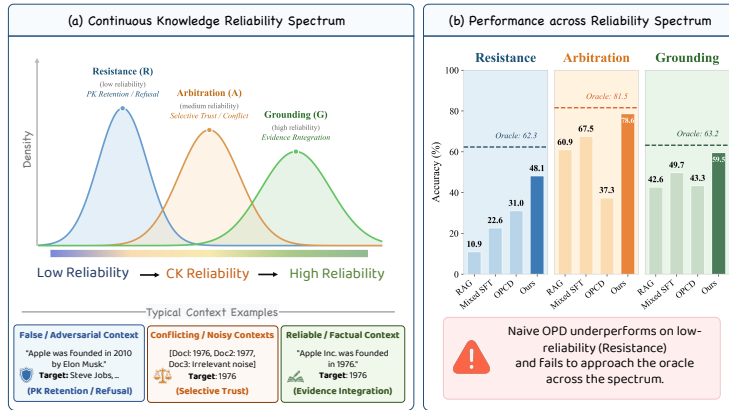 (a) Continuous Knowledge Reliability Spectrum
Density
Resistance (R)
(low reliability)
PK Retention / Refusal
Arbitration (A)
(medium reliability)
Selective Trust / Conflict
Grounding (G)
(high reliability)
Evidence Rntegration
Low Reliability
CK Reliability
High Reliability
Typical Context Examples
False / Adversarial Context
"Apple was founded in 2010
by Elon Musk."
Target: Steve Jobs, ...
(PK Retention / Refusal)
Conflicting / Noisy Contexts
[Doc1: 1976, Doc2: 1977,
Doc3: Irrelevant noise]
Target: 1976
(Selective Trust)
Reliable / Factual Context
"Apple Inc. was founded
in 1976."
Target: 1976
(Evidence Integration)
(b) Performance across Reliability Spectrum
Resistance
Arbitration
Grounding
Accuracy (%)
100
80
60
40
20
0
Oracle: 62.3
10.9
22.6
31.0
48.1
RAG
Mixed SFT
OPCD
Ours
Oracle: 81.5
60.9
67.5
37.3
78.6
RAG
Mixed SFT
OPCD
Ours
Oracle: 63.2
42.6
49.7
43.3
59.5
RAG
Mixed SFT
OPCD
Ours
Naive OPD underperforms on low-
reliability (Resistance)
and fails to approach the oracle
across the spectrum.